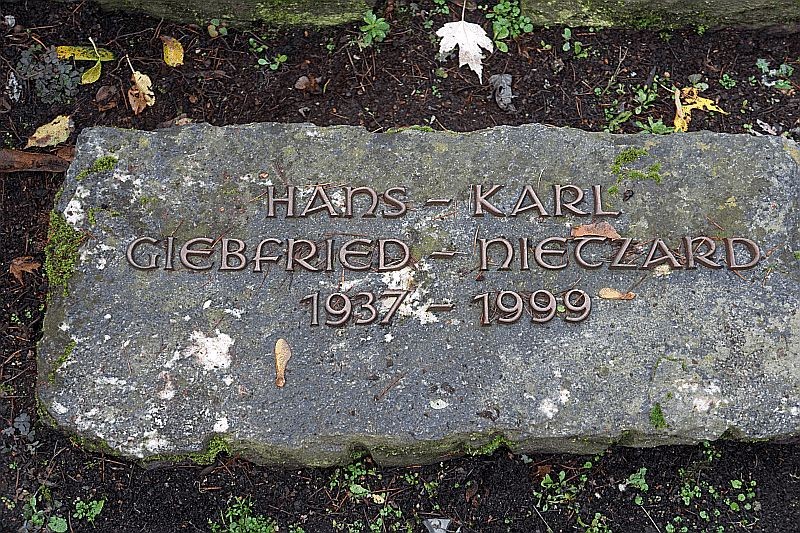 HANS – KARL
GIEBFRIED – NIETZARD
1937 – 1999